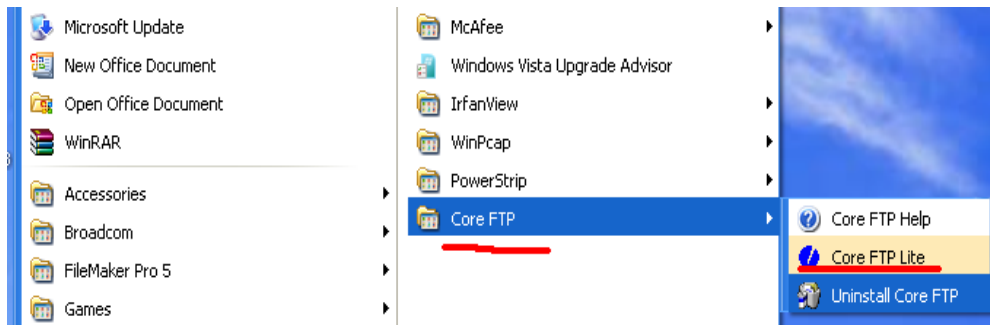 Microsoft Update
New Office Document
Open Office Document
WinRAR
Accessories
Broadcom
FileMaker Pro 5
Games
McAfee
Windows Vista Upgrade Advisor
IrfanView
WinPcap
PowerStrip
Core FTP
Core FTP Help
Core FTP Lite
Uninstall Core FTP